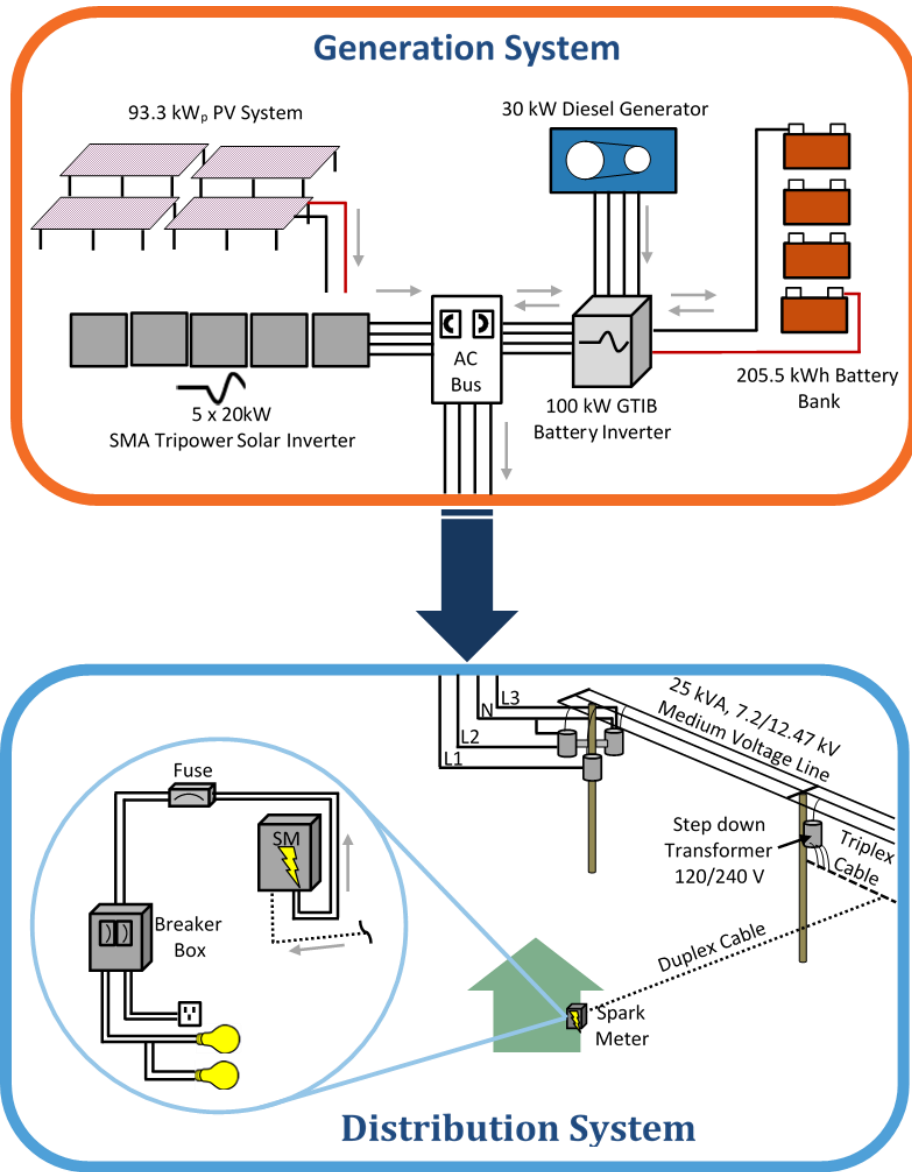 Generation System
93.3 kWp PV System
30 kW Diesel Generator
AC
Bus
5 x 20kW
SMA Tripower Solar Inverter
100 kW GTIB
Battery Inverter
205.5 kWh Battery
Bank
L3
N
L2
L1
25 kVA, 7.2/12.47 kV
Medium Voltage Line
Fuse
SM
Step down
Transformer
120/240 V
Triplex
Cable
Breaker
Box
Duplex Cable
Spark
Meter
Distribution System